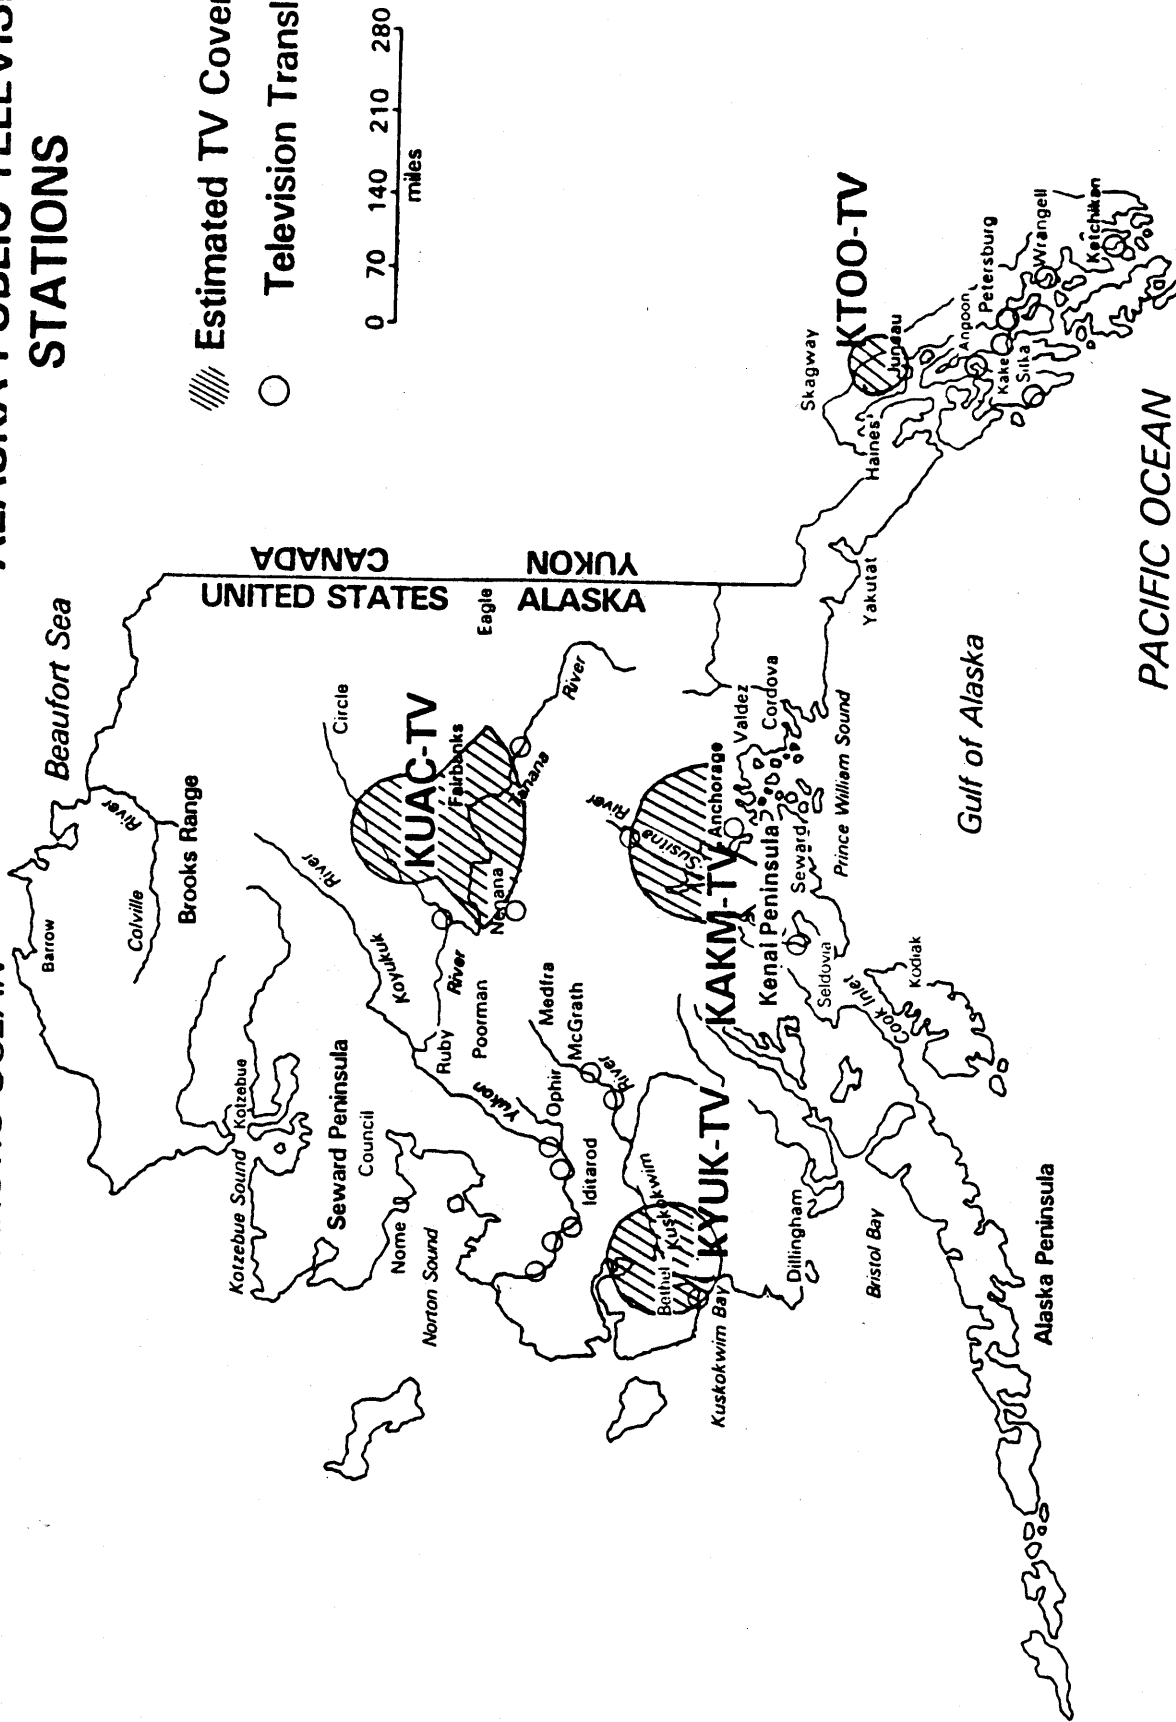 STATIONS
Estimated TV Cover
Television Transl
0 70 140 210 280
miles
Beaufort Sea
Barrow
Colville
River
Brooks Range
UNITED STATES
CANADA
ALASKA
YUKON
Eagle
Circle
KUAC-TV
Fairbanks
Tanana
River
Nenana
Koyukuk
River
River
Ruby
Poorman
Yukon
Kotzebue
Kotzebue Sound
Seward Peninsula
Council
Nome
Norton Sound
Medfra
McGrath
Ophir
River
Iditarod
Kuskokwim
Bethel
KYUK-TV
Kuskokwim Bay
Dillingham
Bristol Bay
Alaska Peninsula
River
Susitna
Anchorage
KAKM-TV
Kenai Peninsula
Seward
Seldovia
Cook Inlet
Kodiak
Valdez
Cordova
Prince William Sound
Gulf of Alaska
Yakutat
Skagway
Haines
KTOO-TV
Juneau
Angoon
Kake
Sitka
Petersburg
Wrangell
Ketchikan
PACIFIC OCEAN